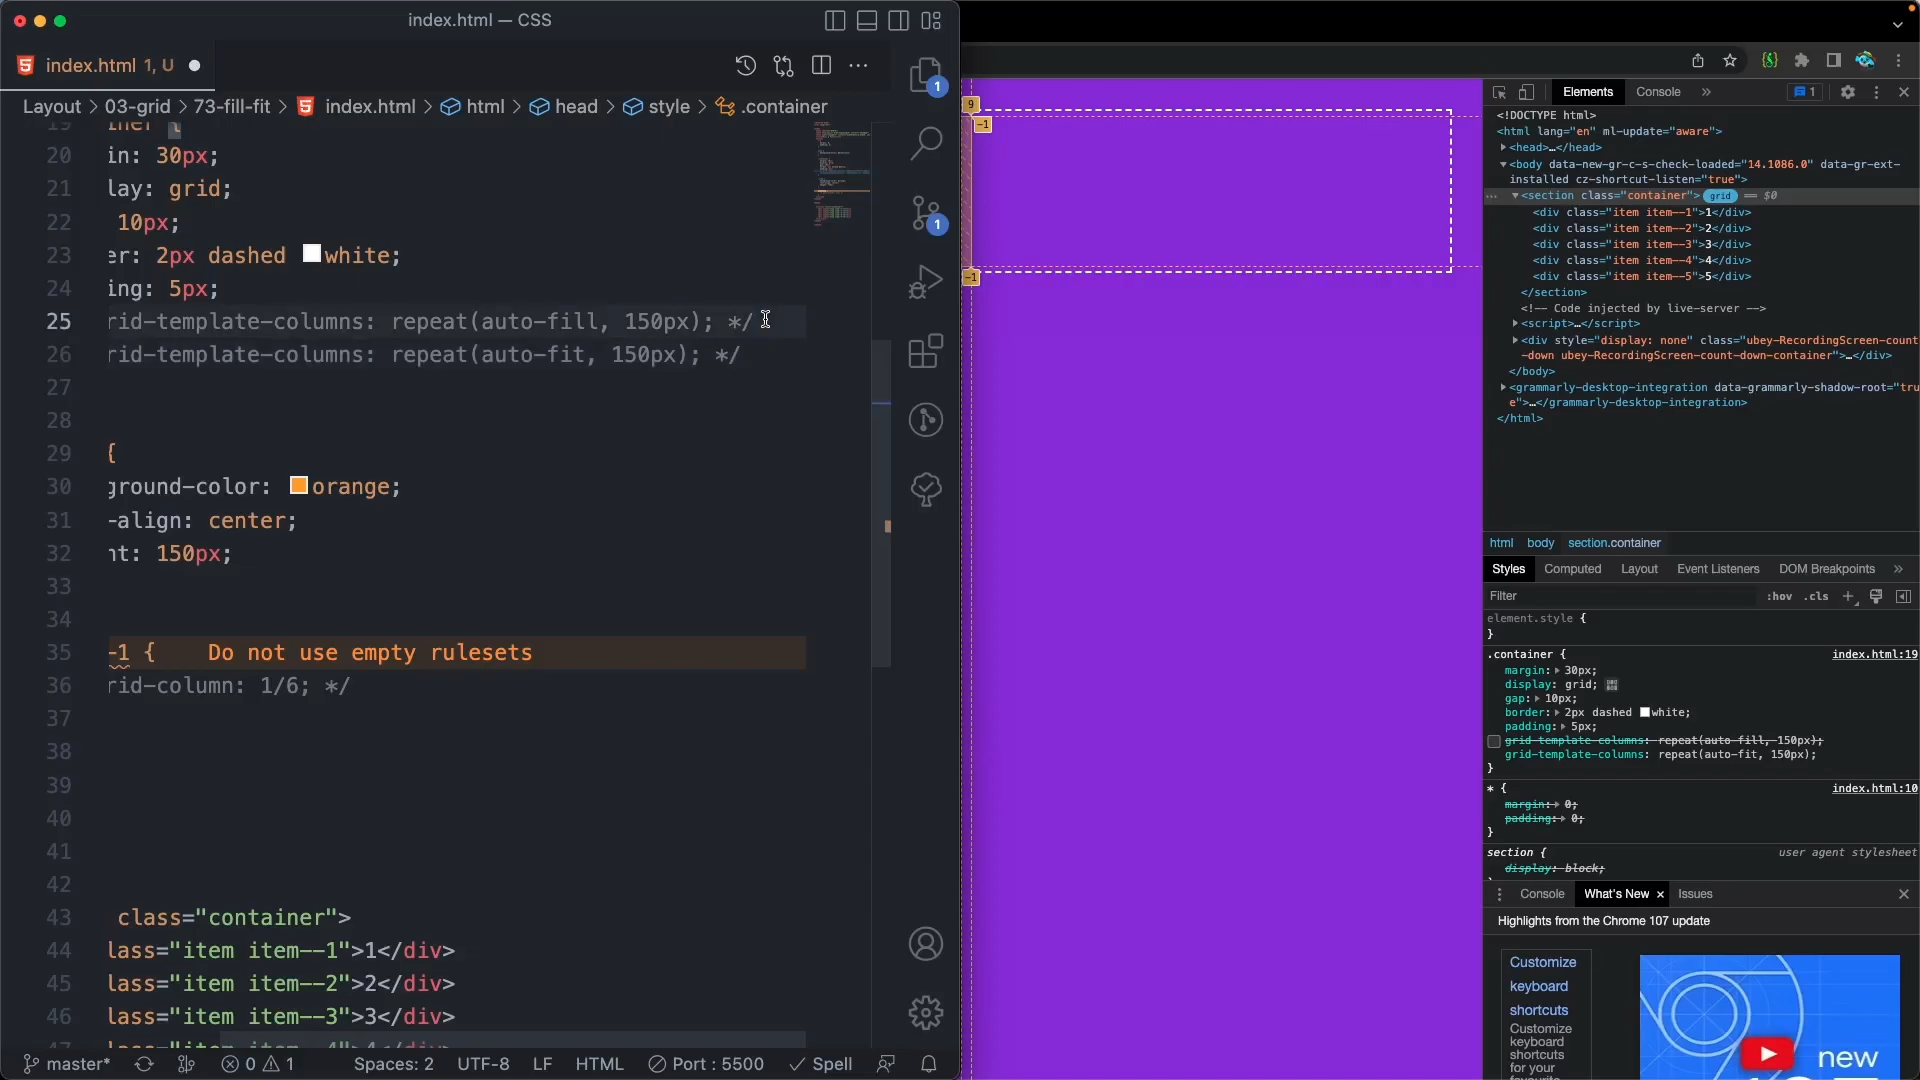 index.html — CSS
index.html 1, U
Layout > 03-grid > 73-fill-fit > index.html > html > head > style > .container
20 in: 30px;
21 lay: grid;
22 10px;
23 er: 2px dashed white;
24 ing: 5px;
25 rid-template-columns: repeat(auto-fill, 150px); */
26 rid-template-columns: repeat(auto-fit, 150px); */
27
28
29 {
30 ground-color: orange;
31 -align: center;
32 ht: 150px;
33
34
35 -1 { Do not use empty rulesets
36 rid-column: 1/6; */
37
38
39
40
41
42
43 class="container">
44 lass="item item--1">1</div>
45 lass="item item--2">2</div>
46 lass="item item--3">3</div>
47 lass="item item--4">4</div>
1
1
master* 0 1 Spaces: 2 UTF-8 LF HTML Port : 5500 Spell
9
-1
-1
Elements Console » 1
<!DOCTYPE html>
<html lang="en" ml-update="aware">
<head>…</head>
<body data-new-gr-c-s-check-loaded="14.1086.0" data-gr-ext-
installed cz-shortcut-listen="true">
<section class="container"> grid == $0
<div class="item item--1">1</div>
<div class="item item--2">2</div>
<div class="item item--3">3</div>
<div class="item item--4">4</div>
<div class="item item--5">5</div>
</section>
<!-- Code injected by live-server -->
<script>…</script>
<div style="display: none" class="ubey-RecordingScreen-count
-down ubey-RecordingScreen-count-down-container">…</div>
</body>
<grammarly-desktop-integration data-grammarly-shadow-root="tru
e">…</grammarly-desktop-integration>
</html>
html body section.container
Styles Computed Layout Event Listeners DOM Breakpoints »
Filter :hov .cls +
element.style {
}
.container { index.html:19
margin: 30px;
display: grid;
gap: 10px;
border: 2px dashed white;
padding: 5px;
grid-template-columns: repeat(auto-fill, 150px);
grid-template-columns: repeat(auto-fit, 150px);
}
* { index.html:10
margin: 0;
padding: 0;
}
section { user agent stylesheet
display: block;
Console What's New × Issues
Highlights from the Chrome 107 update
Customize
keyboard
shortcuts
Customize
keyboard
shortcuts
for your
favourite
new